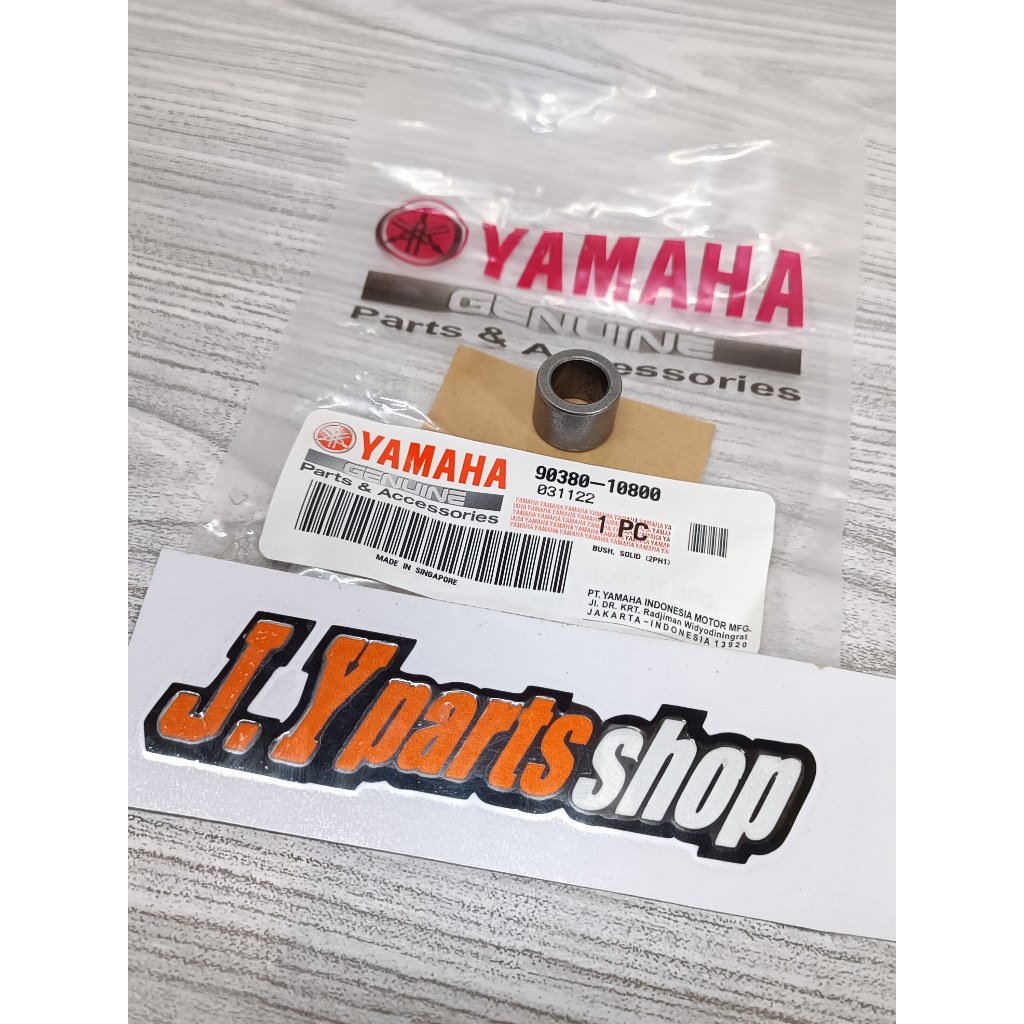 YAMAHA
GENUINE
Parts & Accessories
YAMAHA
GENUINE
Parts & Accessories
90380-10800
031122
1 PC
BUSH, SOLID (2PH1)
MADE IN SINGAPORE
PT. YAMAHA INDONESIA MOTOR MFG.
Jl. DR. KRT. Radjiman Widyodiningrat
JAKARTA-INDONESIA 13920
J.Y parts shop